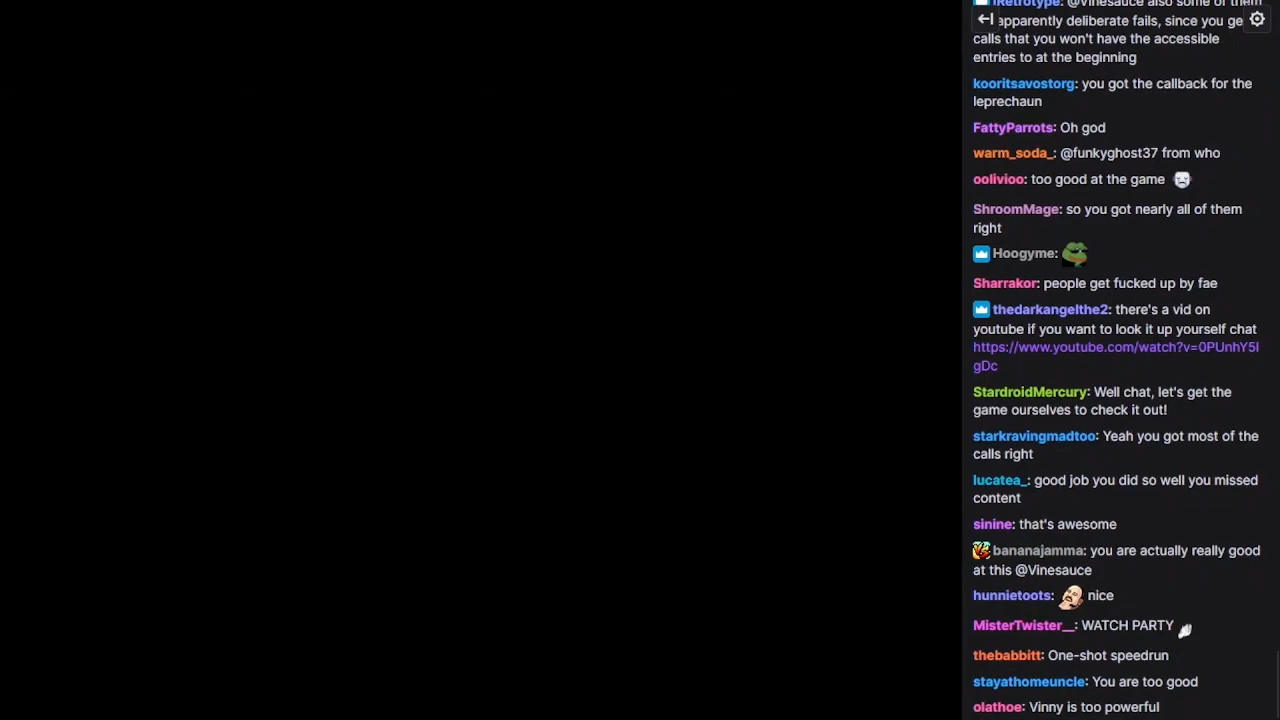 iRetrotype: @Vinesauce also some of them
apparently deliberate fails, since you ge
calls that you won't have the accessible
entries to at the beginning
kooritsavostorg: you got the callback for the
leprechaun
FattyParrots: Oh god
warm_soda_: @funkyghost37 from who
oolivioo: too good at the game
ShroomMage: so you got nearly all of them
right
Hoogyme:
Sharrakor: people get fucked up by fae
thedarkangelthe2: there's a vid on
youtube if you want to look it up yourself chat
https://www.youtube.com/watch?v=0PUnhY5I
gDc
StardroidMercury: Well chat, let's get the
game ourselves to check it out!
starkravingmadtoo: Yeah you got most of the
calls right
lucatea_: good job you did so well you missed
content
sinine: that's awesome
bananajamma: you are actually really good
at this @Vinesauce
hunnietoots: nice
MisterTwister__: WATCH PARTY
thebabbitt: One-shot speedrun
stayathomeuncle: You are too good
olathoe: Vinny is too powerful